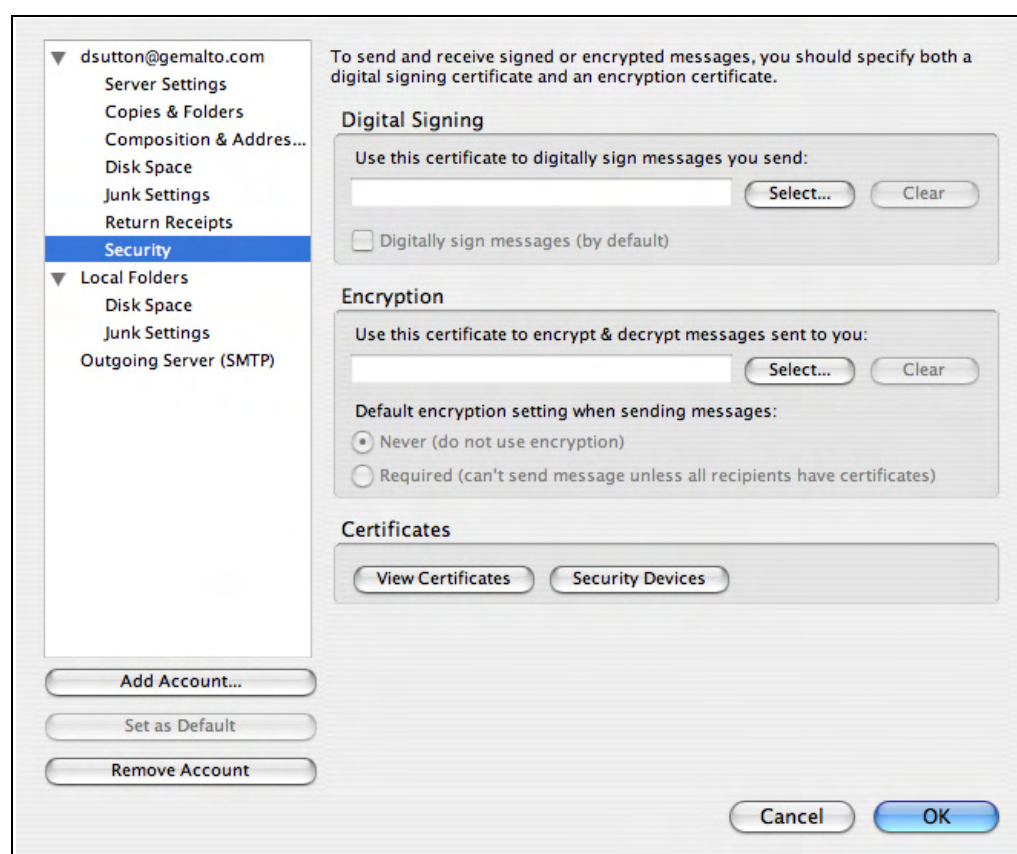 dsutton@gemalto.com
Server Settings
Copies & Folders
Composition & Addres...
Disk Space
Junk Settings
Return Receipts
Security
Local Folders
Disk Space
Junk Settings
Outgoing Server (SMTP)
Add Account...
Set as Default
Remove Account
To send and receive signed or encrypted messages, you should specify both a
digital signing certificate and an encryption certificate.
Digital Signing
Use this certificate to digitally sign messages you send:
Select... Clear
Digitally sign messages (by default)
Encryption
Use this certificate to encrypt & decrypt messages sent to you:
Select... Clear
Default encryption setting when sending messages:
Never (do not use encryption)
Required (can't send message unless all recipients have certificates)
Certificates
View Certificates Security Devices
Cancel OK